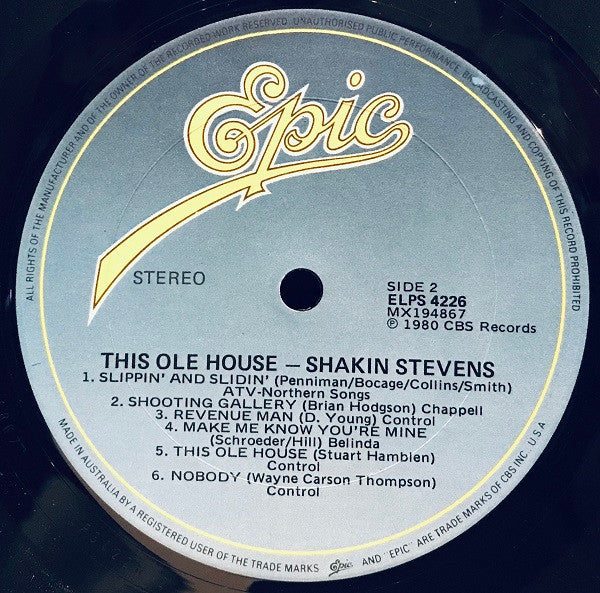 ALL RIGHTS OF THE MANUFACTURER AND OF THE OWNER OF THE RECORDED WORK RESERVED. UNAUTHORISED PUBLIC PERFORMANCE, BROADCASTING AND COPYING OF THIS RECORD PROHIBITED
Epic
STEREO
SIDE 2
ELPS 4226
MX194867
℗ 1980 CBS Records
THIS OLE HOUSE – SHAKIN STEVENS
1. SLIPPIN' AND SLIDIN' (Penniman/Bocage/Collins/Smith)
ATV-Northern Songs
2. SHOOTING GALLERY (Brian Hodgson) Chappell
3. REVENUE MAN (D. Young) Control
4. MAKE ME KNOW YOU'RE MINE
(Schroeder/Hill) Belinda
5. THIS OLE HOUSE (Stuart Hamblen)
Control
6. NOBODY (Wayne Carson Thompson)
Control
MADE IN AUSTRALIA BY A REGISTERED USER OF THE TRADE MARKS Epic AND "EPIC" ARE TRADE MARKS OF CBS INC. U.S.A